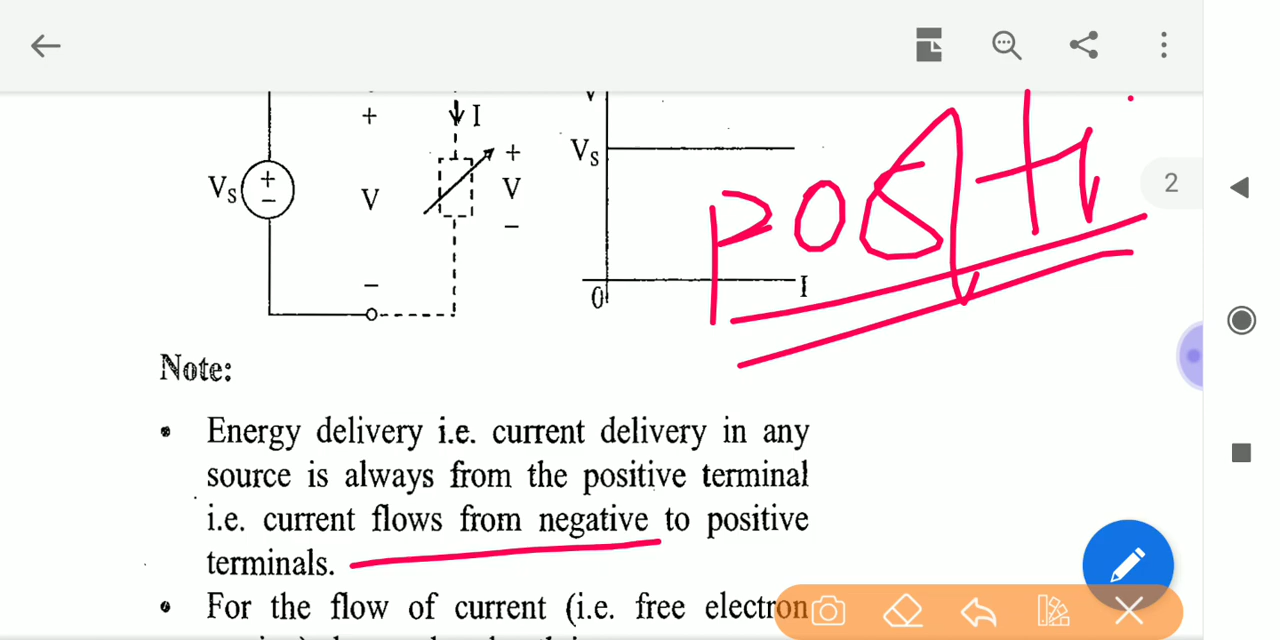 + I V
Vs + - V + V - Vs positi 2
- 0 I
Note:
• Energy delivery i.e. current delivery in any
source is always from the positive terminal
i.e. current flows from negative to positive
terminals.
• For the flow of current (i.e. free electron